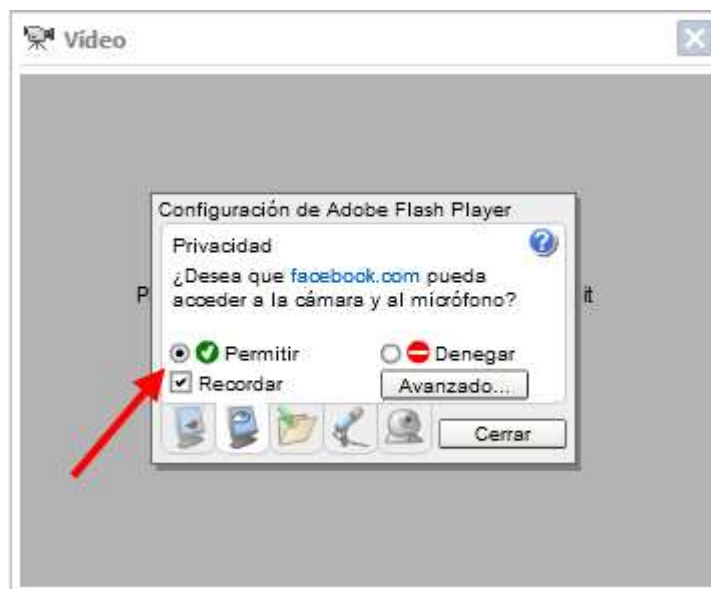 Vídeo
Configuración de Adobe Flash Player
Privacidad
¿Desea que facebook.com pueda
acceder a la cámara y al micrófono?
Permitir
Denegar
Recordar
Avanzado...
Cerrar